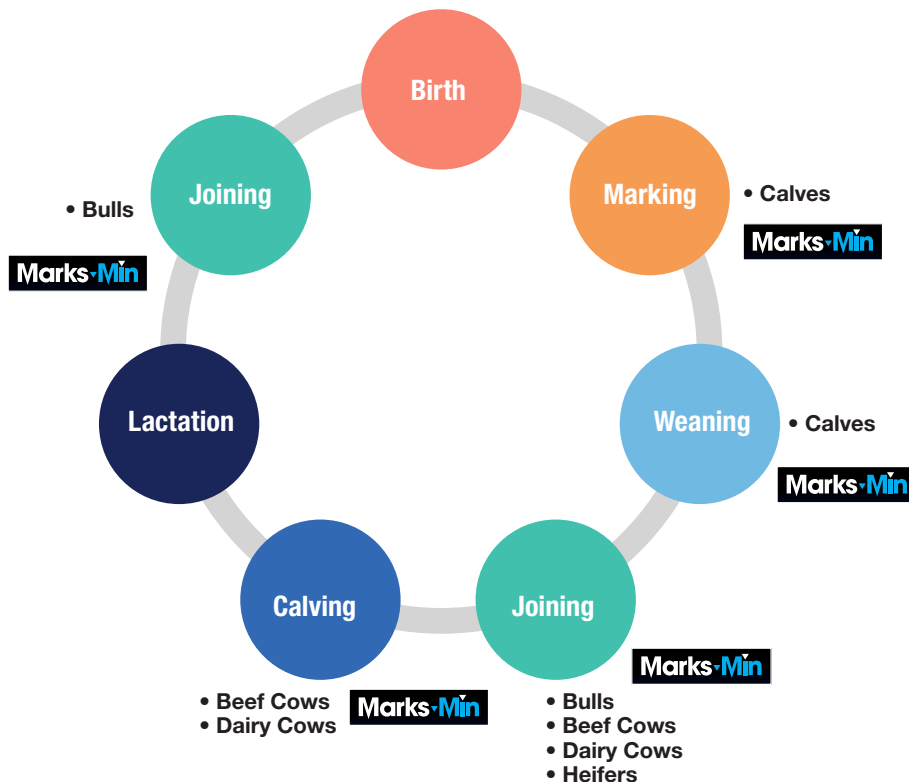 Birth
Marking
• Calves
Marks-Min
Weaning
• Calves
Marks-Min
Joining
Marks-Min
• Bulls
• Beef Cows
• Dairy Cows
• Heifers
Calving
• Beef Cows
• Dairy Cows
Marks-Min
Lactation
Joining
• Bulls
Marks-Min